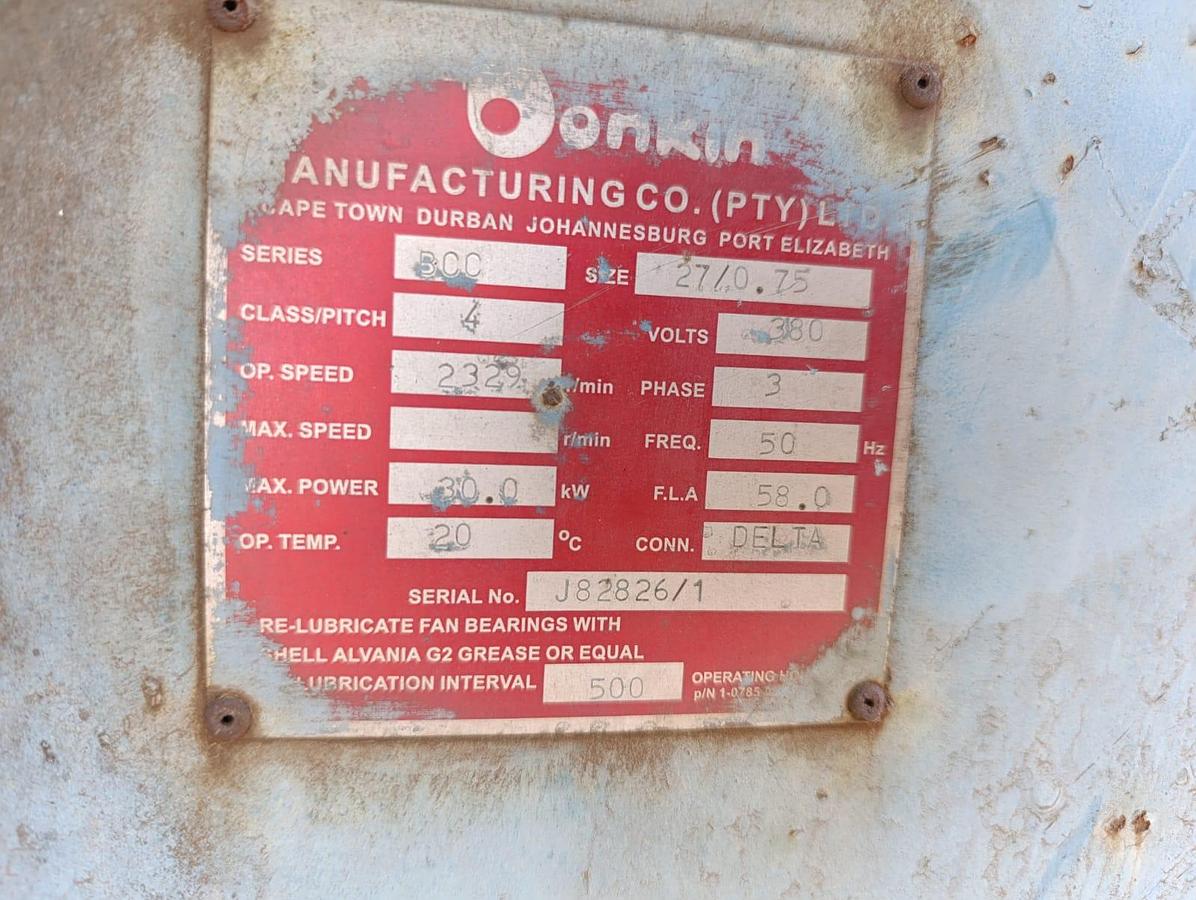 Donkin
ANUFACTURING CO. (PTY) LTD
CAPE TOWN DURBAN JOHANNESBURG PORT ELIZABETH
SERIES BCC SIZE 27/0.75
CLASS/PITCH 4 VOLTS 380
OP. SPEED 2329 r/min PHASE 3
MAX. SPEED r/min FREQ. 50 Hz
MAX. POWER 30.0 kW F.L.A 58.0
OP. TEMP. 20 °C CONN. DELTA
SERIAL No. J82826/1
RE-LUBRICATE FAN BEARINGS WITH
SHELL ALVANIA G2 GREASE OR EQUAL
LUBRICATION INTERVAL 500 OPERATING
p/N 1-0785